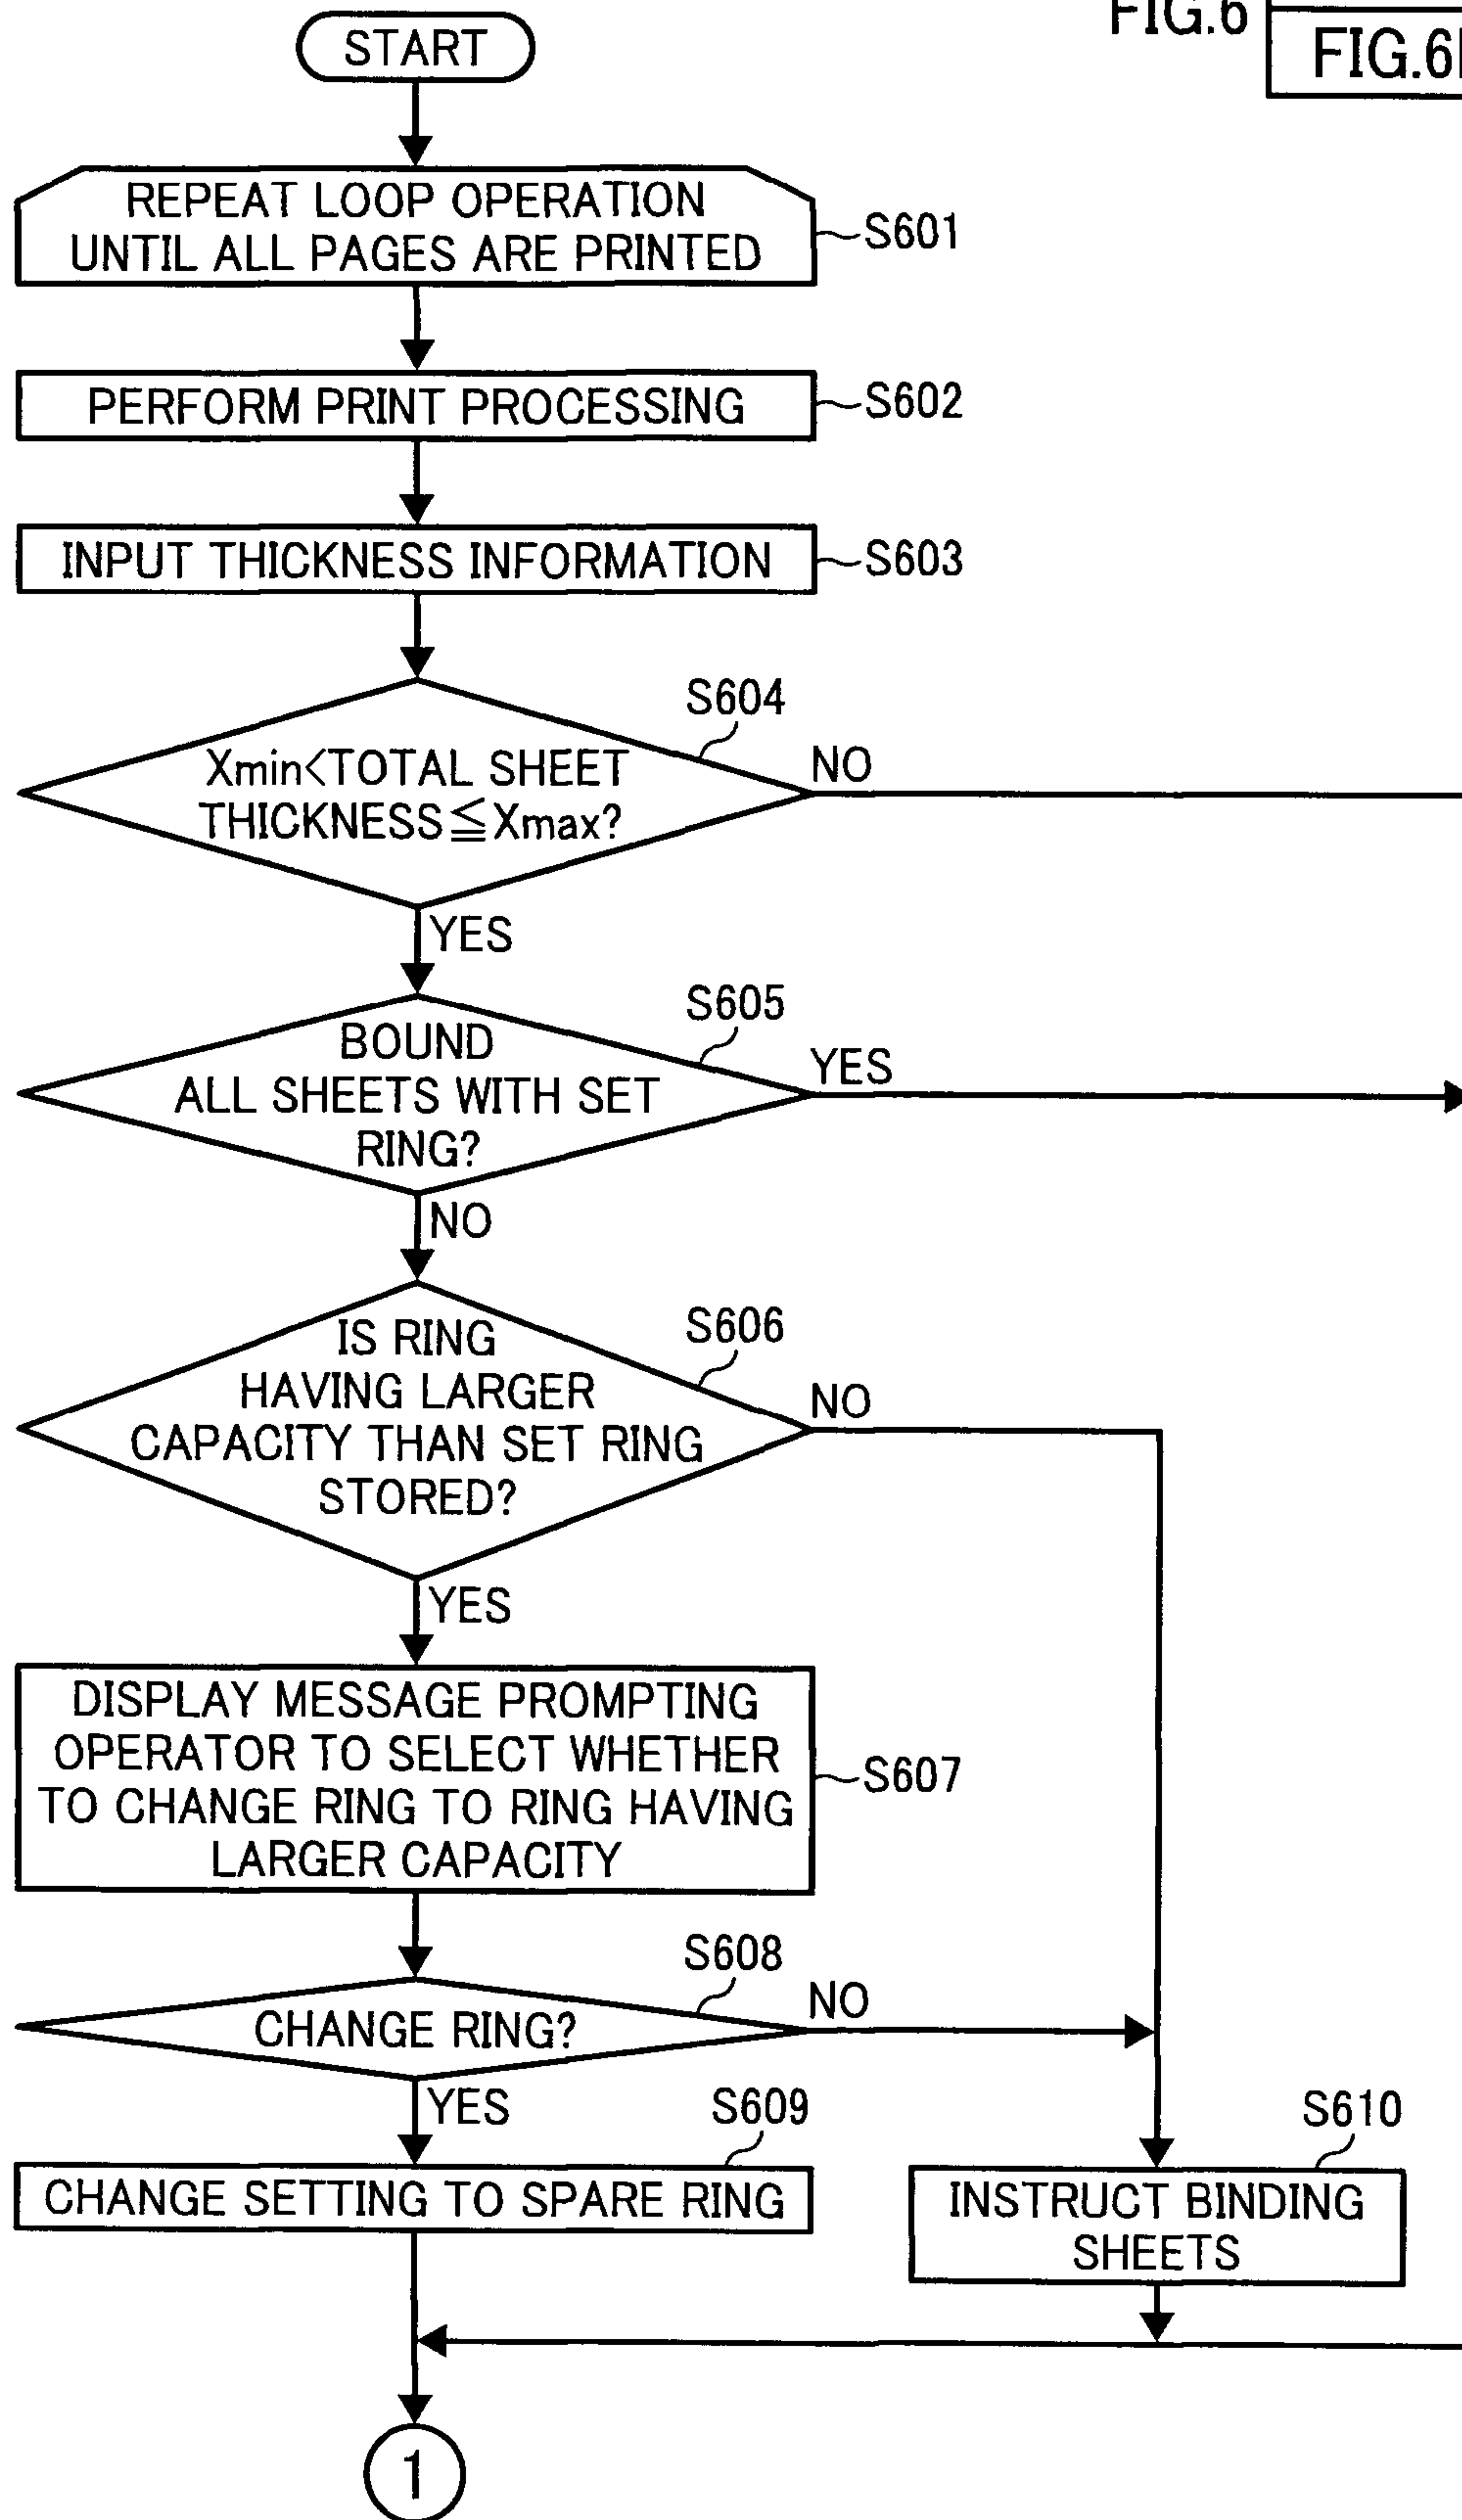 FIG.6
FIG.6
START
REPEAT LOOP OPERATION
UNTIL ALL PAGES ARE PRINTED
S601
PERFORM PRINT PROCESSING
S602
INPUT THICKNESS INFORMATION
S603
S604
Xmin<TOTAL SHEET
THICKNESS≦Xmax?
NO
YES
S605
BOUND
ALL SHEETS WITH SET
RING?
YES
NO
S606
IS RING
HAVING LARGER
CAPACITY THAN SET RING
STORED?
NO
YES
DISPLAY MESSAGE PROMPTING
OPERATOR TO SELECT WHETHER
TO CHANGE RING TO RING HAVING
LARGER CAPACITY
S607
S608
CHANGE RING?
NO
YES
S609
CHANGE SETTING TO SPARE RING
S610
INSTRUCT BINDING
SHEETS
1